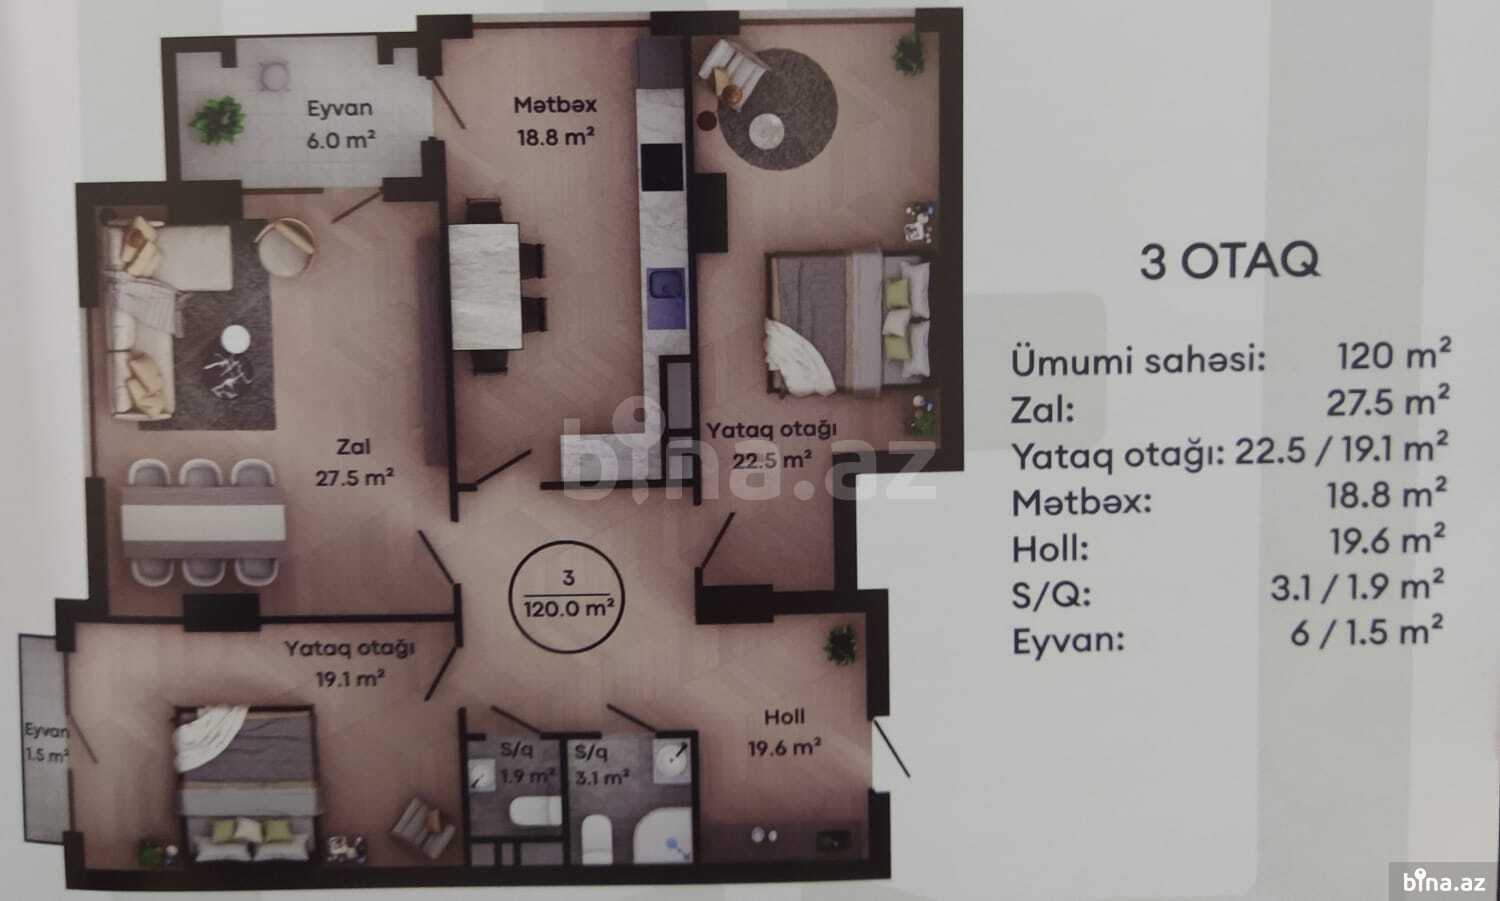 Eyvan
6.0 m²
Mətbəx
18.8 m²
Zal
27.5 m²
Yataq otağı
22.5 m²
3
120.0 m²
Yataq otağı
19.1 m²
Eyvan
1.5 m²
S/q
1.9 m²
S/q
3.1 m²
Holl
19.6 m²
3 OTAQ
Ümumi sahəsi: 120 m²
Zal: 27.5 m²
Yataq otağı: 22.5 / 19.1 m²
Mətbəx: 18.8 m²
Holl: 19.6 m²
S/Q: 3.1 / 1.9 m²
Eyvan: 6 / 1.5 m²
bina.az
bina.az